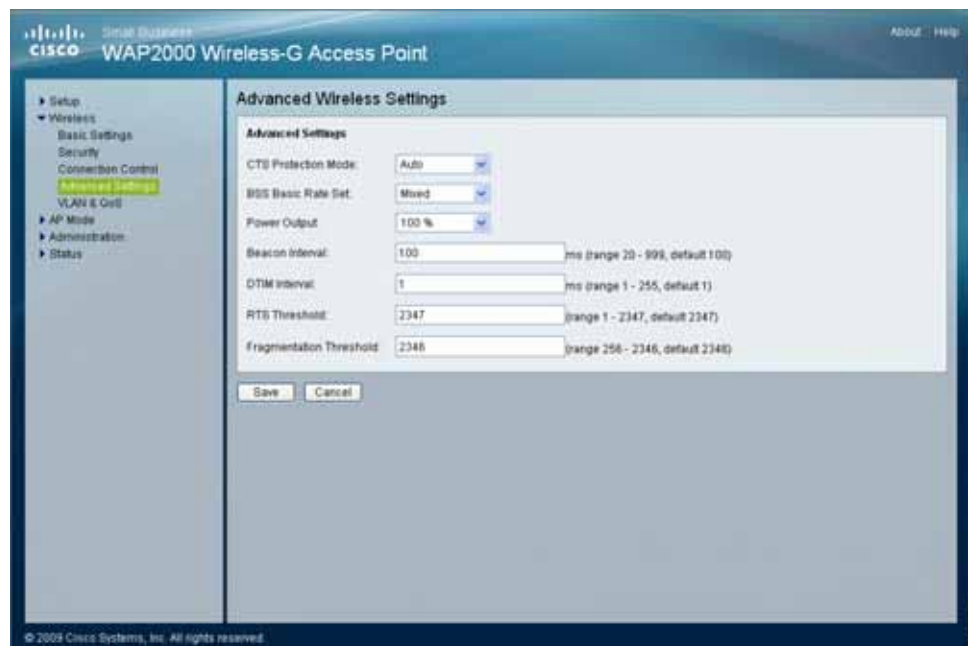 Small Business
CISCO WAP2000 Wireless-G Access Point
About Help
Setup
Wireless
Basic Settings
Security
Connection Control
Advanced Settings
VLAN & QoS
AP Mode
Administration
Status
Advanced Wireless Settings
Advanced Settings
CTS Protection Mode: Auto
BSS Basic Rate Set: Mixed
Power Output: 100 %
Beacon Interval: 100 ms (range 20 - 999, default 100)
DTIM Interval: 1 ms (range 1 - 255, default 1)
RTS Threshold: 2347 (range 1 - 2347, default 2347)
Fragmentation Threshold: 2346 (range 256 - 2346, default 2346)
Save Cancel
© 2009 Cisco Systems, Inc. All rights reserved.